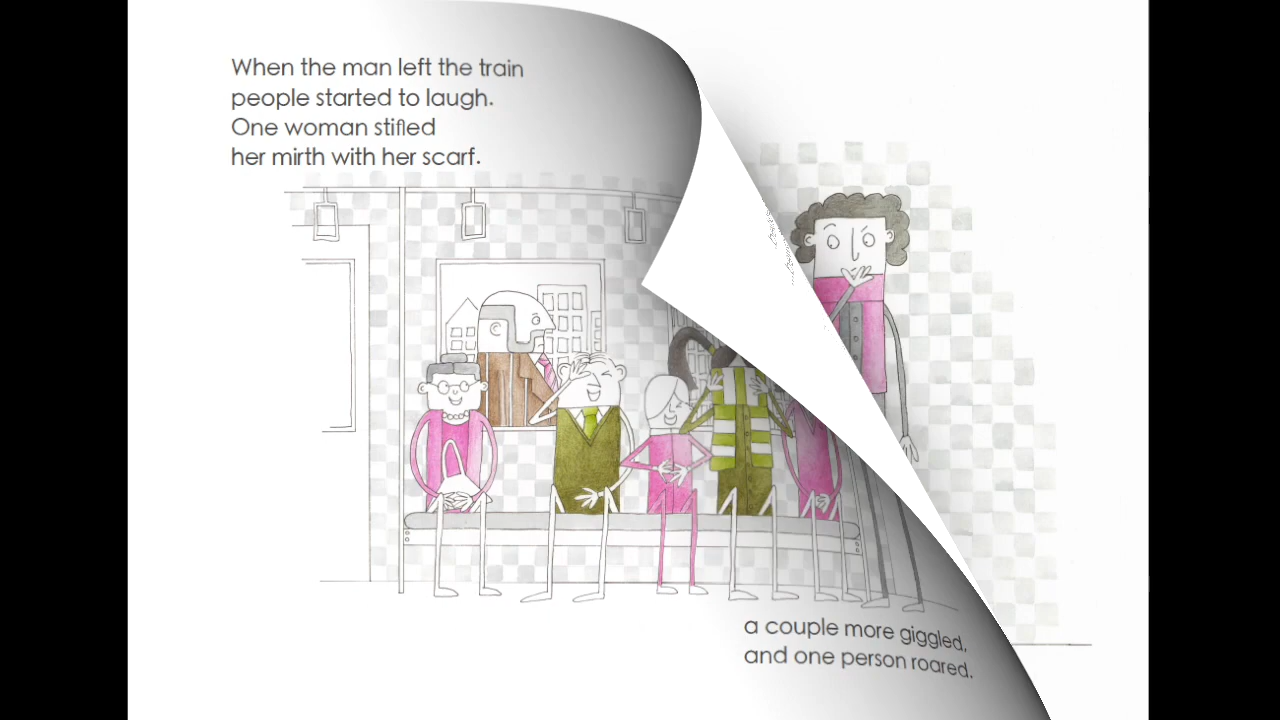 When the man left the train
people started to laugh.
One woman stifled
her mirth with her scarf.
a couple more giggled,
and one person roared.